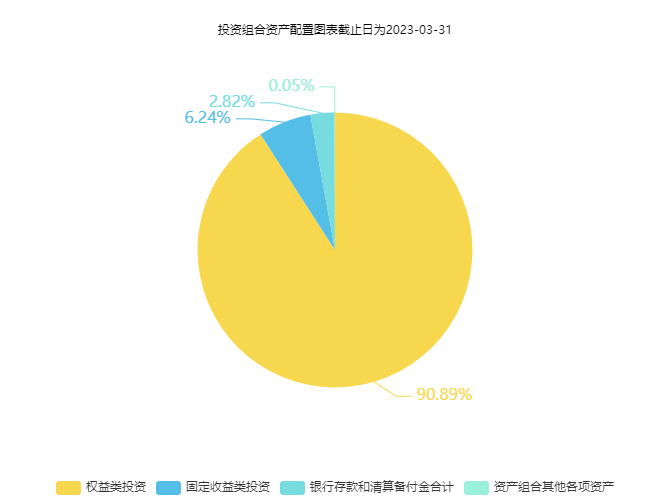 投资组合资产配置图表截止日为2023-03-31
0.05%
2.82%
6.24%
90.89%
权益类投资 固定收益类投资 银行存款和清算备付金合计 资产组合其他各项资产